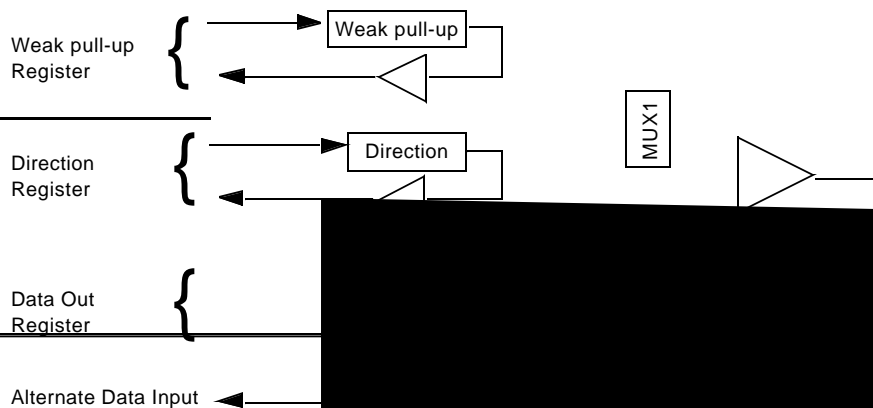 Weak pull-up
Weak pull-up
Register
MUX1
Direction
Direction
Register
Data Out
Register
Alternate Data Input